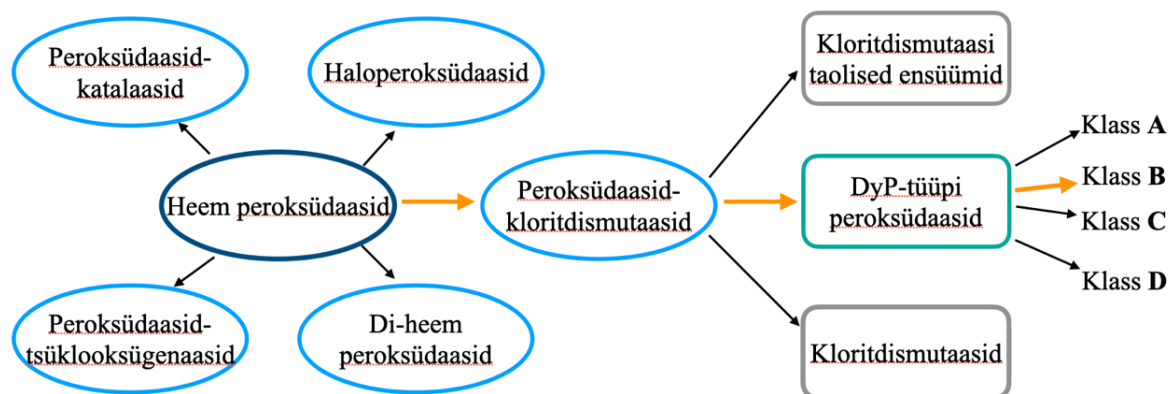 Peroksüdaasid-
katalaasid
Haloperoksüdaasid
Heem peroksüdaasid
Peroksüdaasid-
tsüklooksügenaasid
Di-heem
peroksüdaasid
Peroksüdaasid-
kloritdismutaasid
Kloritdismutaasi
taolised ensüümid
DyP-tüüpi
peroksüdaasid
Kloritdismutaasid
Klass A
Klass B
Klass C
Klass D